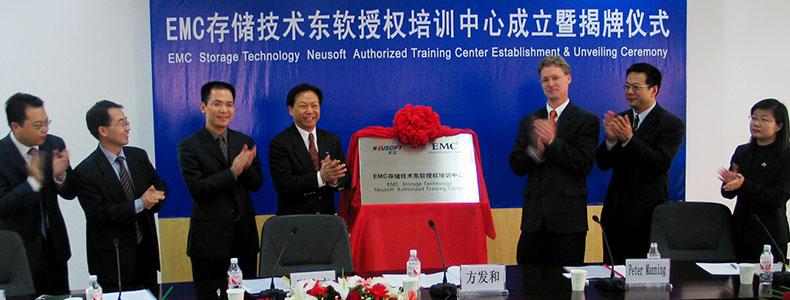 EMC存储技术东软授权培训中心成立暨揭牌仪式
EMC Storage Technology Neusoft Authorized Training Center Establishment & Unveiling Ceremony
NEUSOFT
东软
EMC²
EMC存储技术东软授权培训中心
EMC Storage Technology
Neusoft Authorized Training Center
方发和
Peter Manning